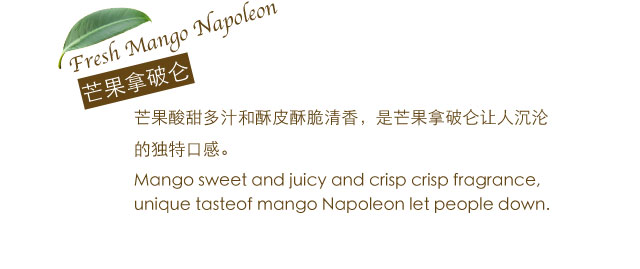 Fresh Mango Napoleon
芒果拿破仑
芒果酸甜多汁和酥皮酥脆清香，是芒果拿破仑让人沉沦
的独特口感。
Mango sweet and juicy and crisp crisp fragrance,
unique tasteof mango Napoleon let people down.